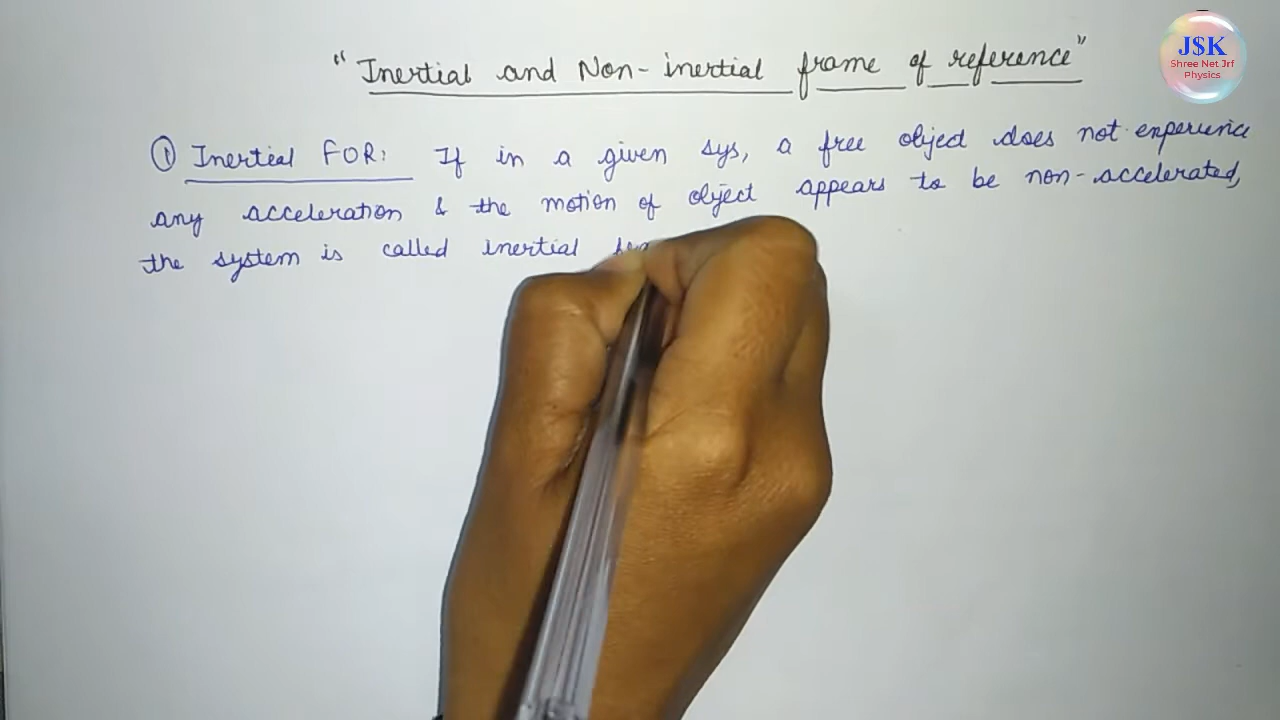 "Inertial and Non-inertial frame of reference"
J$K
Shree Net Jrf
Physics
① Inertial FOR: If in a given sys, a free object does not experience
any acceleration & the motion of object appears to be non-accelerated,
the system is called inertial